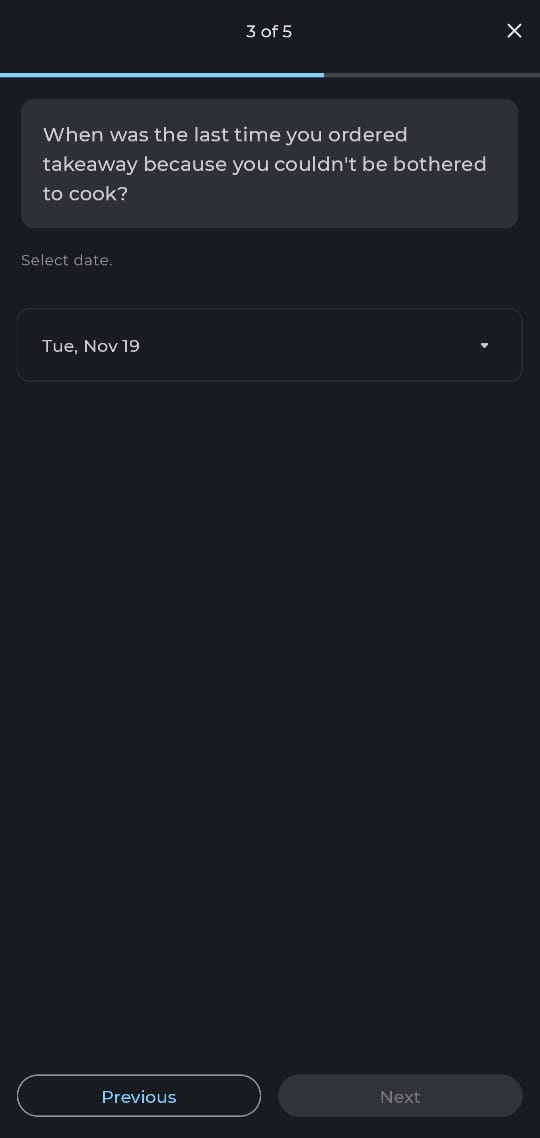 3 of 5
When was the last time you ordered
takeaway because you couldn't be bothered
to cook?
Select date.
Tue, Nov 19
Previous
Next